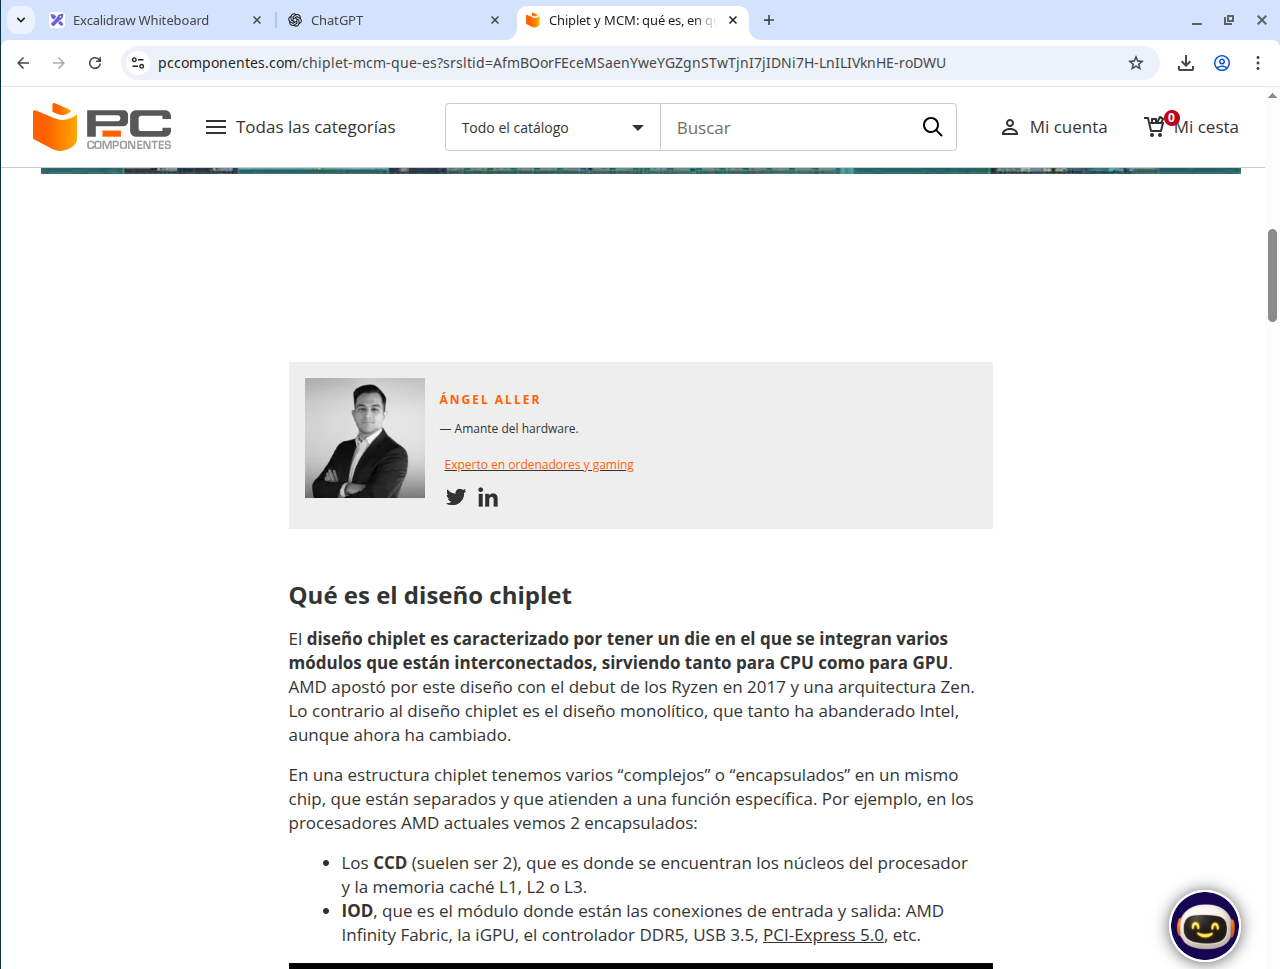 Excalidraw Whiteboard
ChatGPT
Chiplet y MCM: qué es, en q
pccomponentes.com/chiplet-mcm-que-es?srsltid=AfmBOorFEceMSaenYweYGZgnSTwTjnI7jIDNi7H-LnILIVknHE-roDWU
PC
COMPONENTES
Todas las categorías
Todo el catálogo
Buscar
Mi cuenta
0
Mi cesta
ÁNGEL ALLER
— Amante del hardware.
Experto en ordenadores y gaming
Qué es el diseño chiplet
El diseño chiplet es caracterizado por tener un die en el que se integran varios
módulos que están interconectados, sirviendo tanto para CPU como para GPU.
AMD apostó por este diseño con el debut de los Ryzen en 2017 y una arquitectura Zen.
Lo contrario al diseño chiplet es el diseño monolítico, que tanto ha abanderado Intel,
aunque ahora ha cambiado.
En una estructura chiplet tenemos varios “complejos” o “encapsulados” en un mismo
chip, que están separados y que atienden a una función específica. Por ejemplo, en los
procesadores AMD actuales vemos 2 encapsulados:
Los CCD (suelen ser 2), que es donde se encuentran los núcleos del procesador
y la memoria caché L1, L2 o L3.
IOD, que es el módulo donde están las conexiones de entrada y salida: AMD
Infinity Fabric, la iGPU, el controlador DDR5, USB 3.5, PCI-Express 5.0, etc.